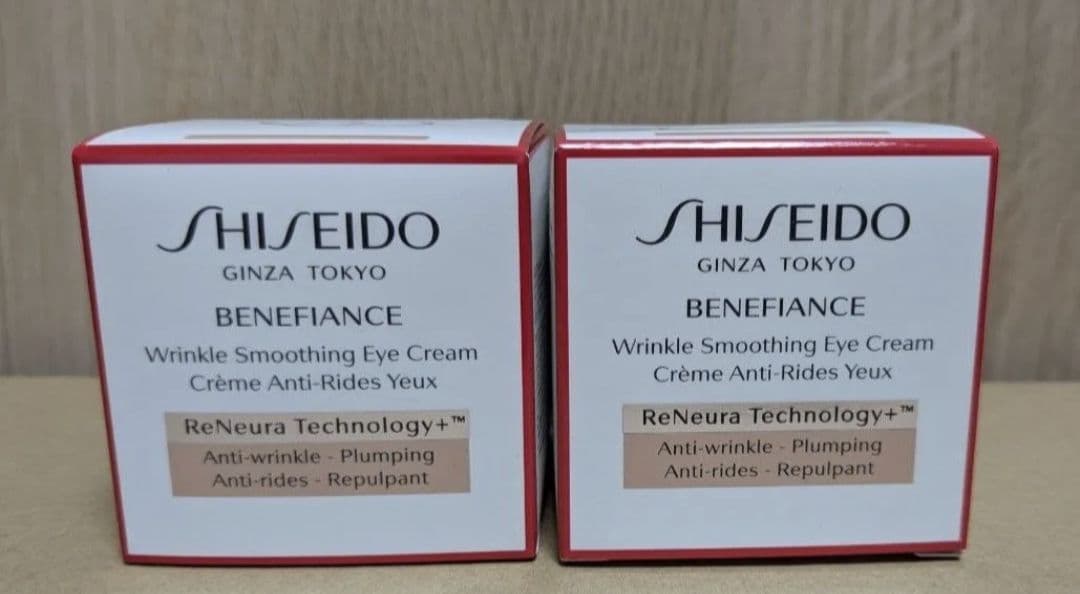 SHISEIDO
GINZA TOKYO
BENEFIANCE
Wrinkle Smoothing Eye Cream
Crème Anti-Rides Yeux
ReNeura Technology+™
Anti-wrinkle - Plumping
Anti-rides - Repulpant
SHISEIDO
GINZA TOKYO
BENEFIANCE
Wrinkle Smoothing Eye Cream
Crème Anti-Rides Yeux
ReNeura Technology+™
Anti-wrinkle - Plumping
Anti-rides - Repulpant